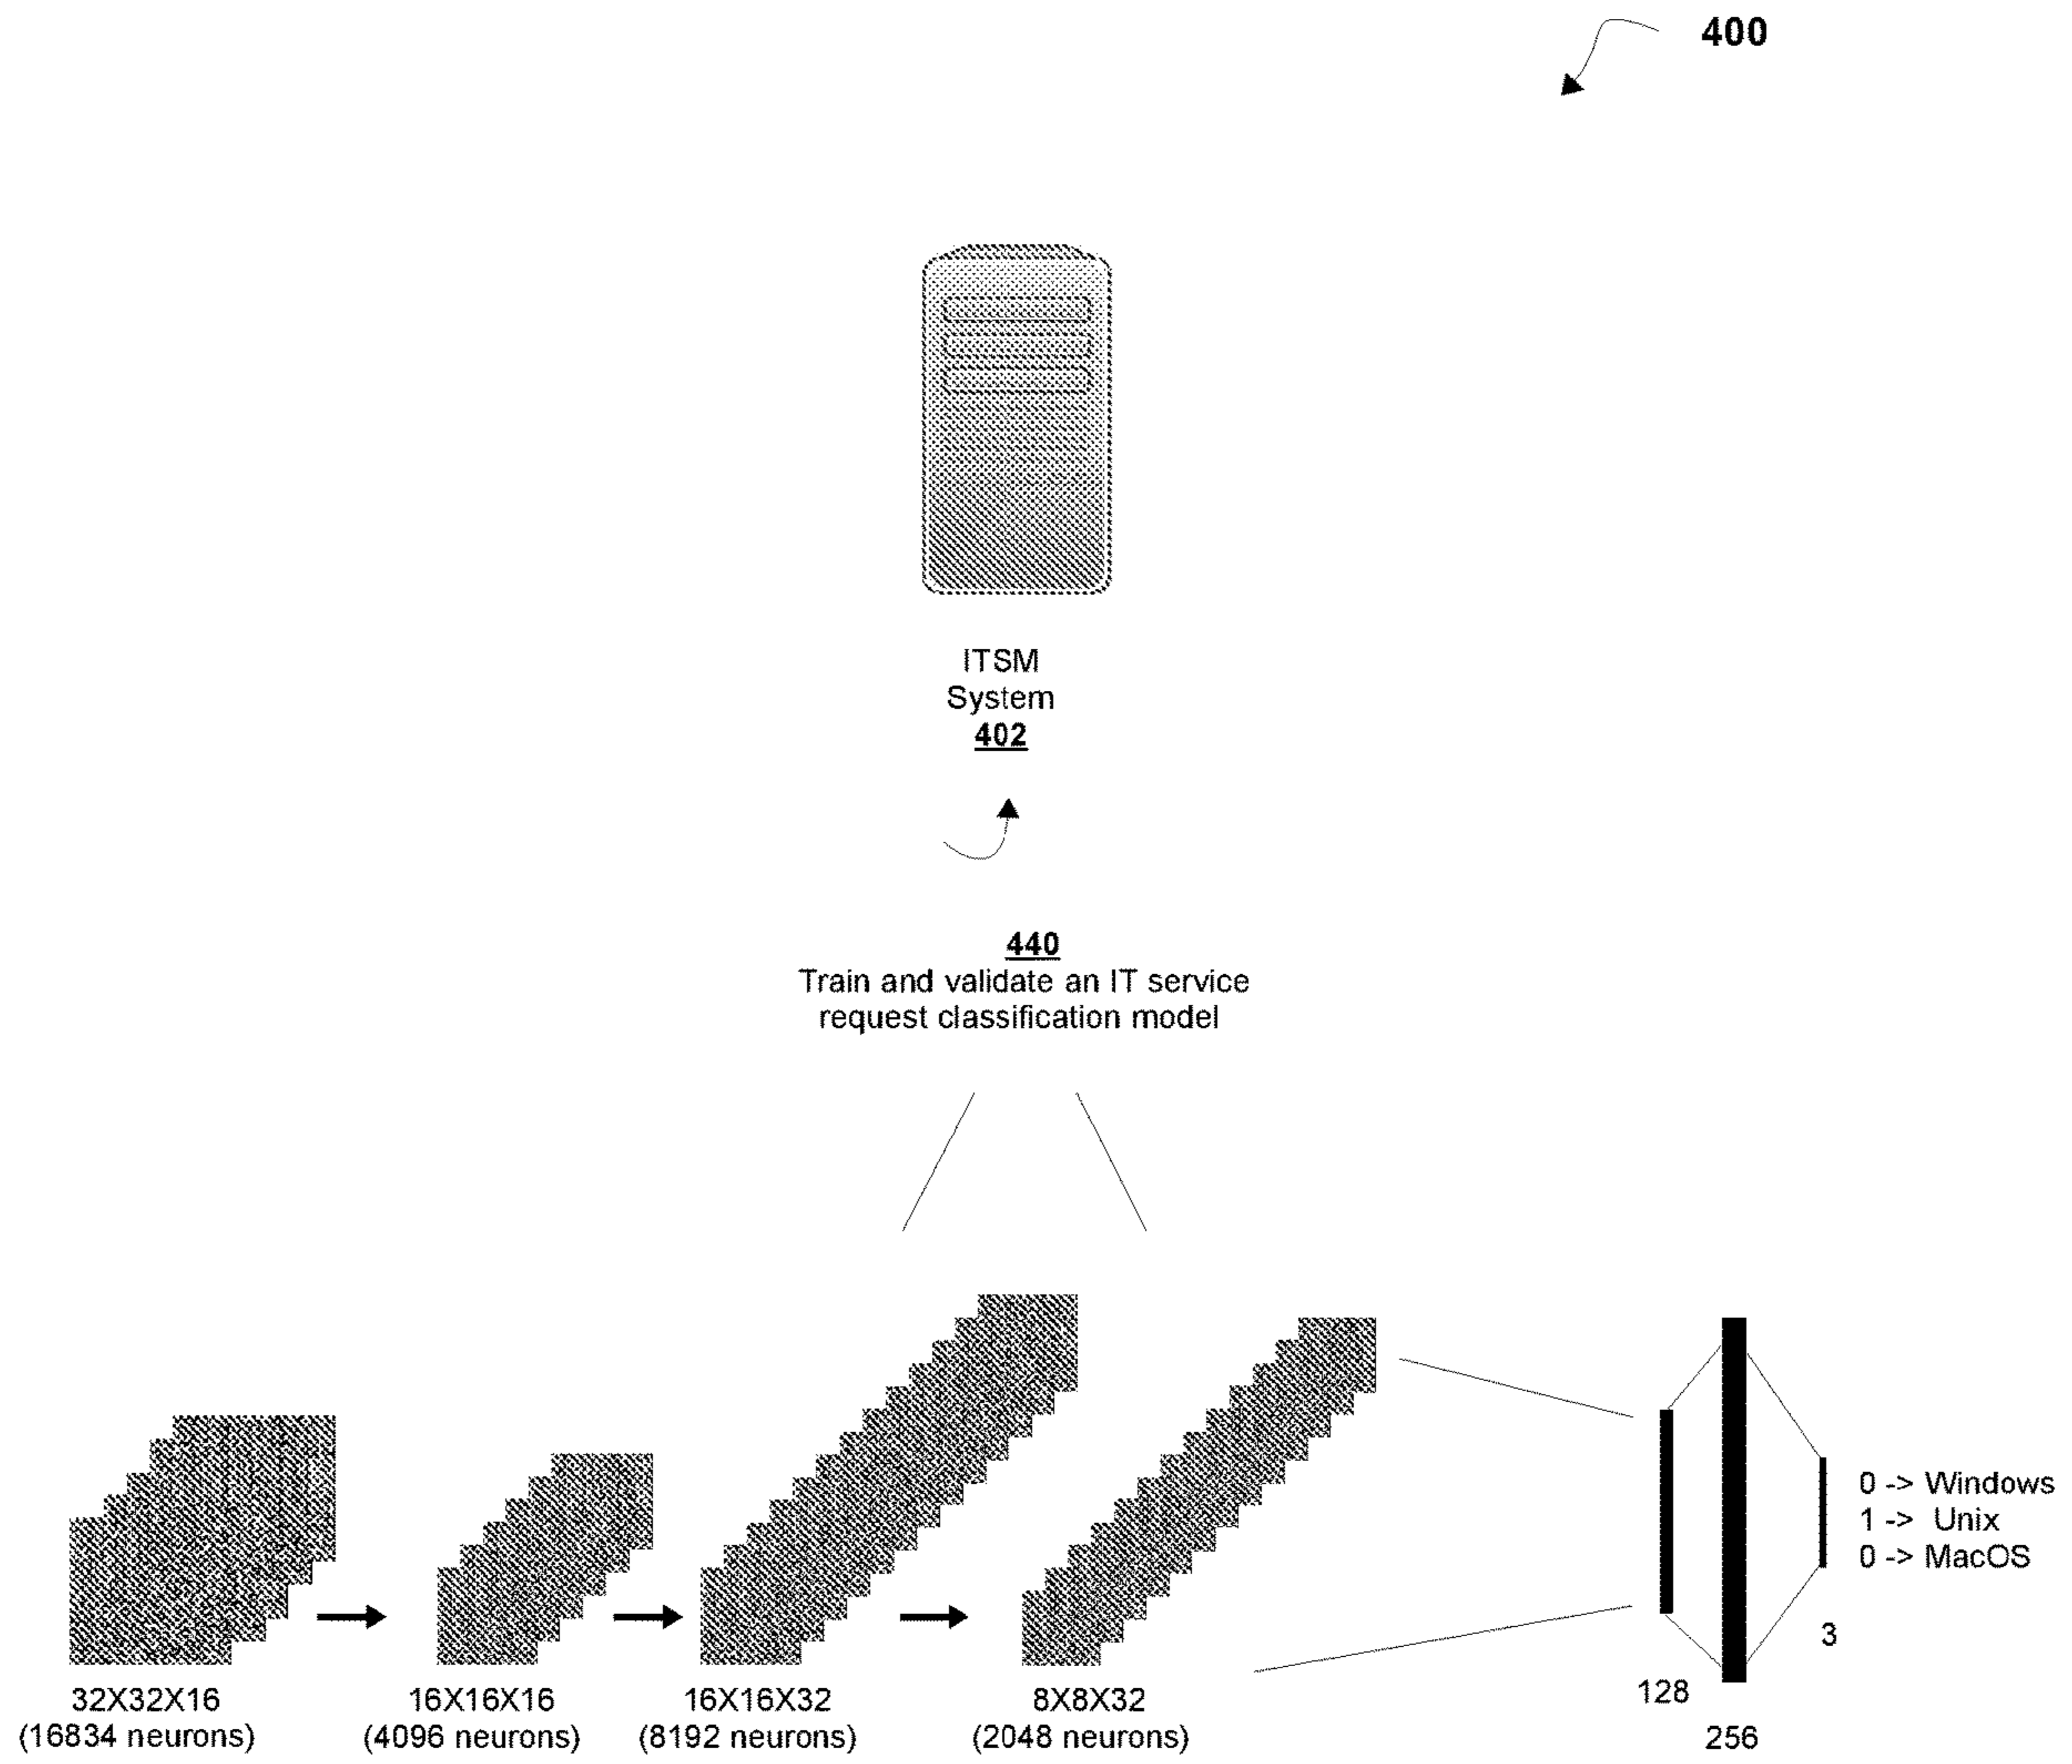 400
ITSM
System
402
440
Train and validate an IT service
request classification model
0 -> Windows
1 -> Unix
0 -> MacOS
3
32X32X16
(16834 neurons)
16X16X16
(4096 neurons)
16X16X32
(8192 neurons)
8X8X32
(2048 neurons)
128
256